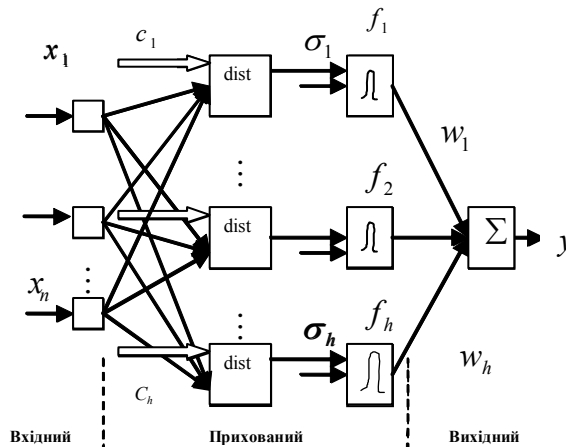 x₁
c₁
σ₁
f₁
dist
w₁
f₂
dist
Σ
y
xₙ
σₕ
fₕ
dist
wₕ
Cₕ
Вхідний
Прихований
Вихідний